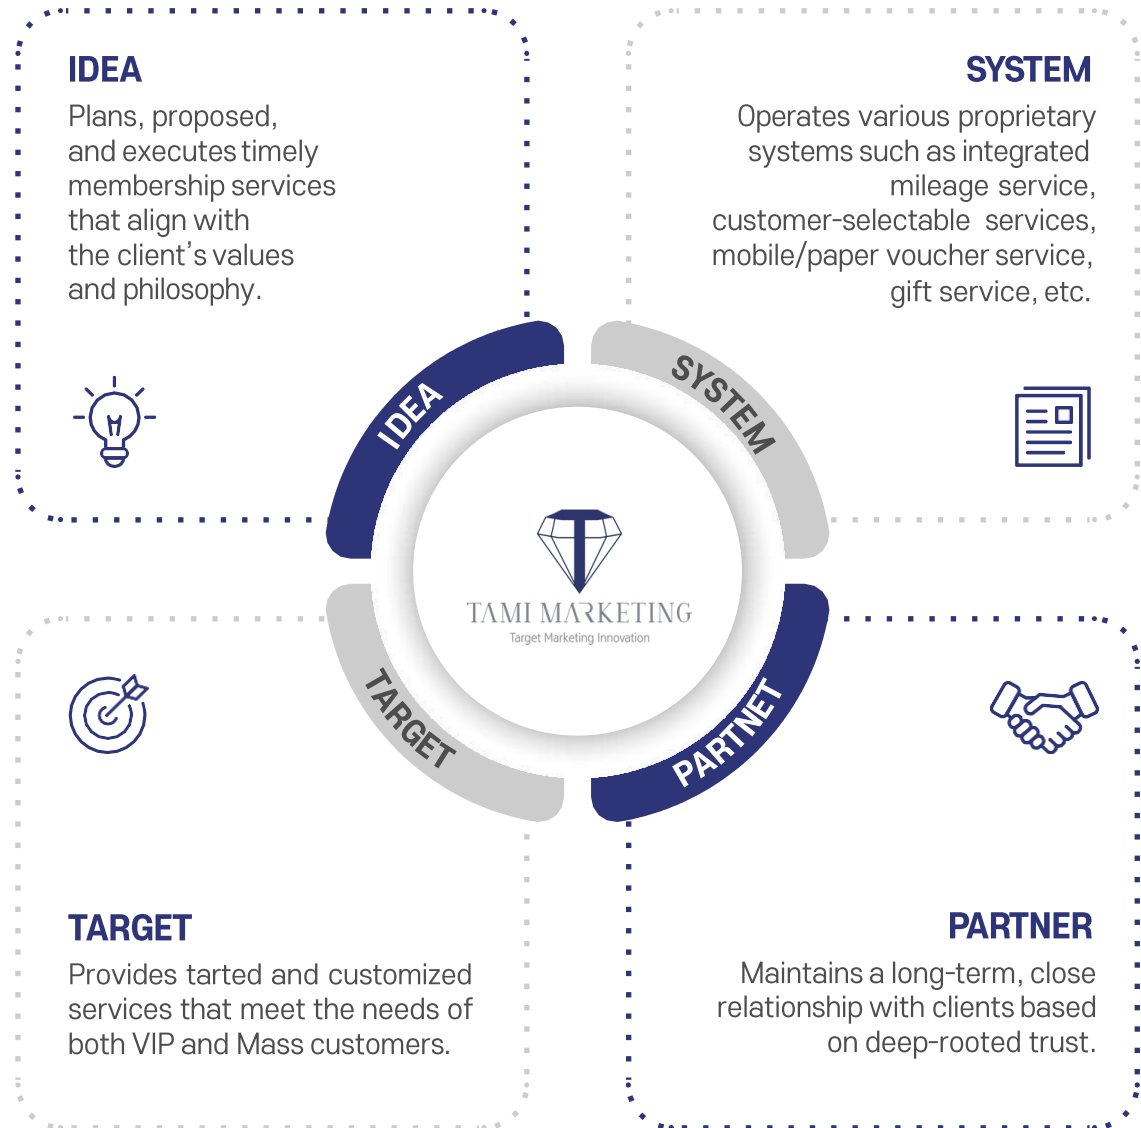 IDEA
Plans, proposed,
and executes timely
membership services
that align with
the client's values
and philosophy.
SYSTEM
Operates various proprietary
systems such as integrated
mileage service,
customer-selectable services,
mobile/paper voucher service,
gift service, etc.
IDEA
SYSTEM
TAMI MARKETING
Target Marketing Innovation
TARGET
PARTNET
TARGET
Provides tarted and customized
services that meet the needs of
both VIP and Mass customers.
PARTNER
Maintains a long-term, close
relationship with clients based
on deep-rooted trust.